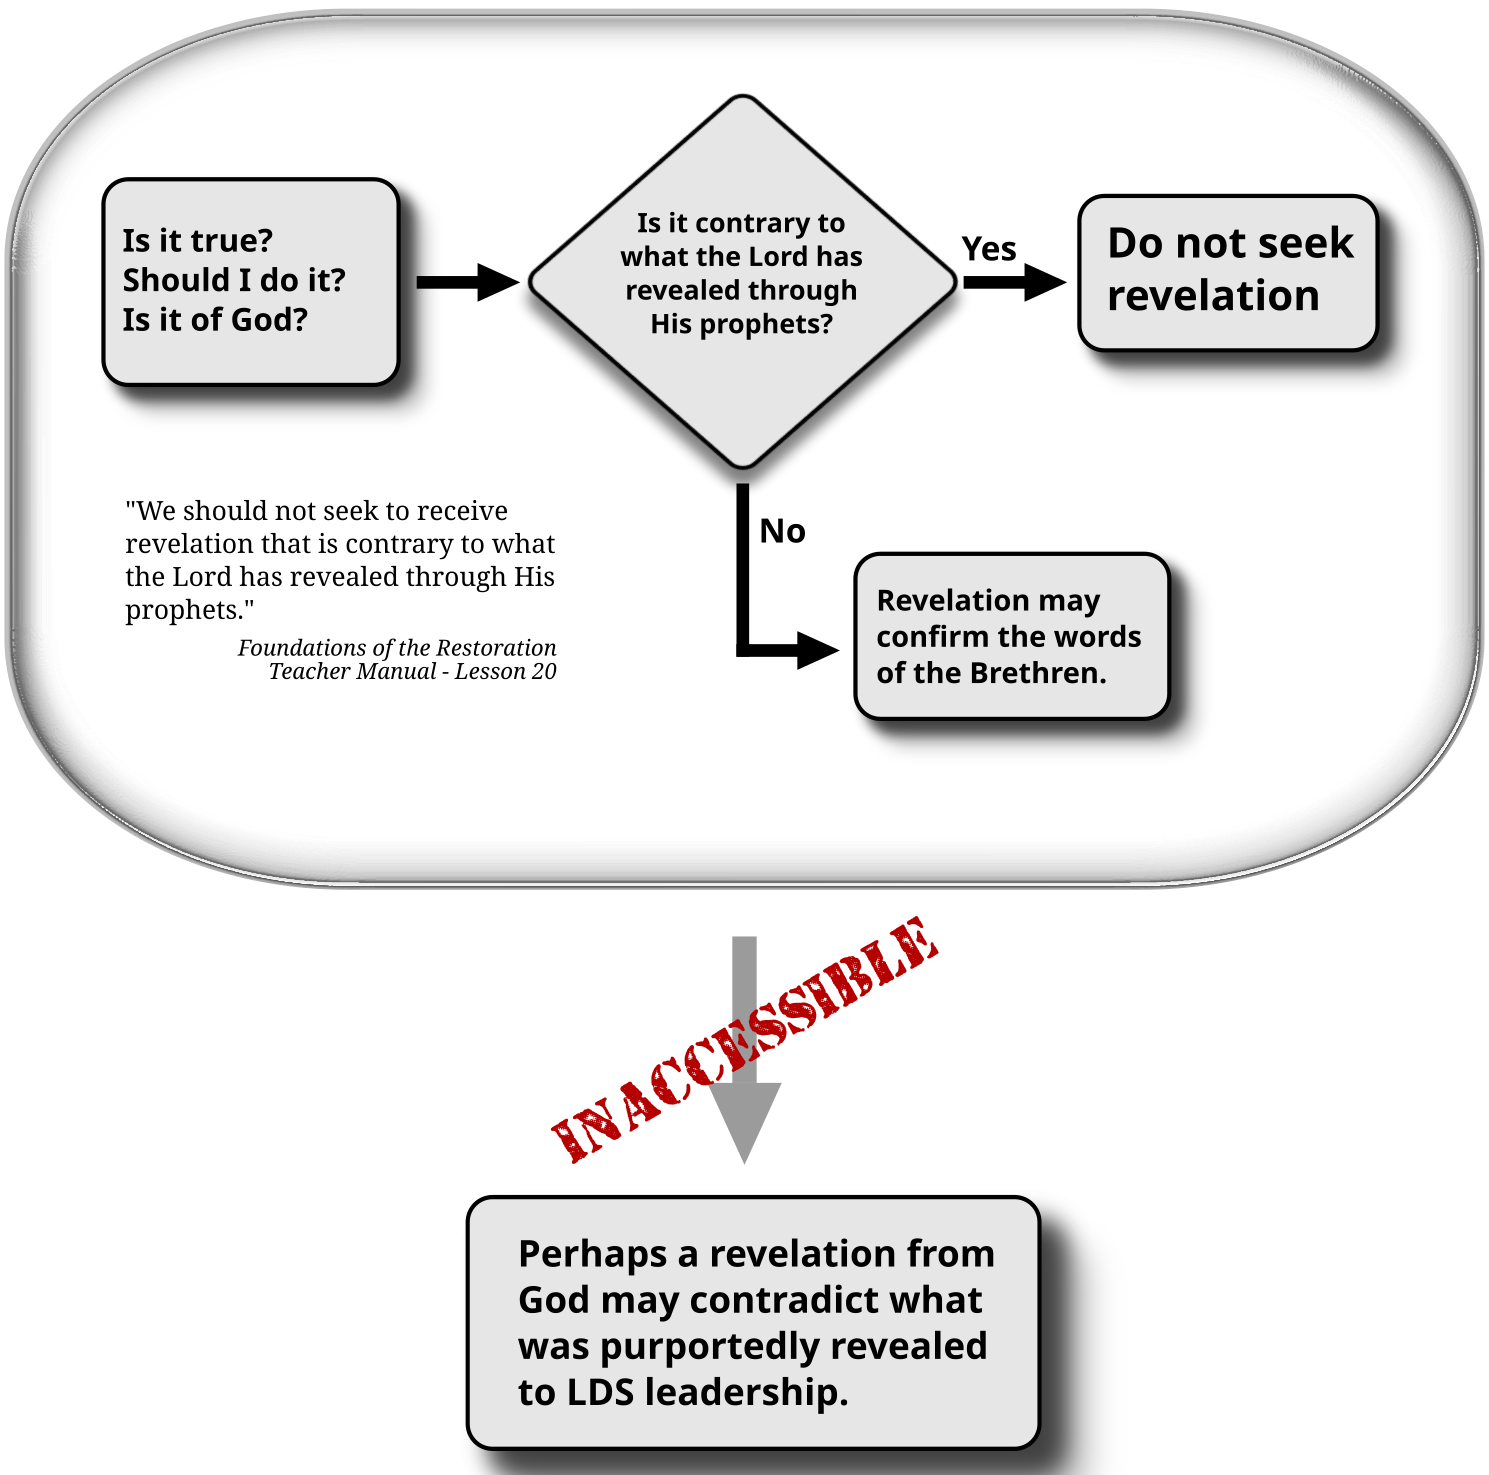 Is it true?
Should I do it?
Is it of God?
Is it contrary to
what the Lord has
revealed through
His prophets?
Yes
Do not seek
revelation
"We should not seek to receive
revelation that is contrary to what
the Lord has revealed through His
prophets."
Foundations of the Restoration
Teacher Manual - Lesson 20
No
Revelation may
confirm the words
of the Brethren.
INACCESSIBLE
Perhaps a revelation from
God may contradict what
was purportedly revealed
to LDS leadership.